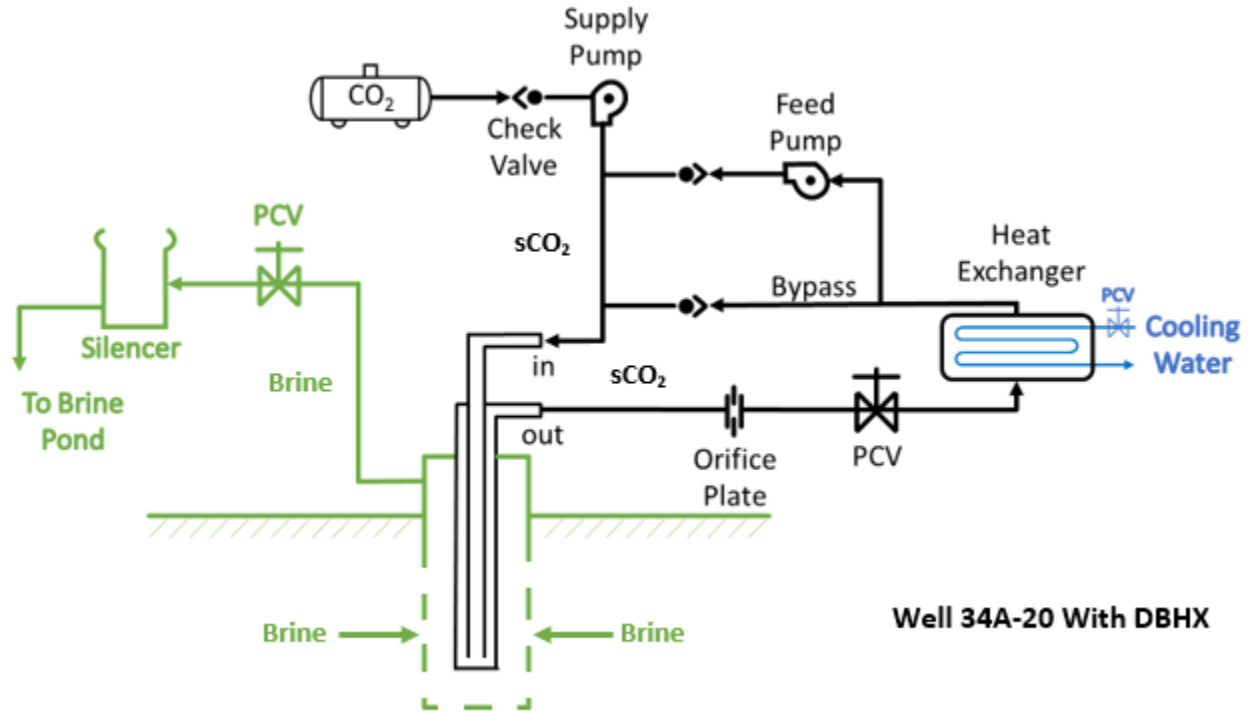 Supply
Pump
CO₂
Check
Valve
Feed
Pump
PCV
sCO₂
Heat
Exchanger
Bypass
PCV
Cooling
Water
Silencer
in
Brine
sCO₂
To Brine
Pond
out
Orifice
Plate
PCV
Brine
Brine
Well 34A-20 With DBHX